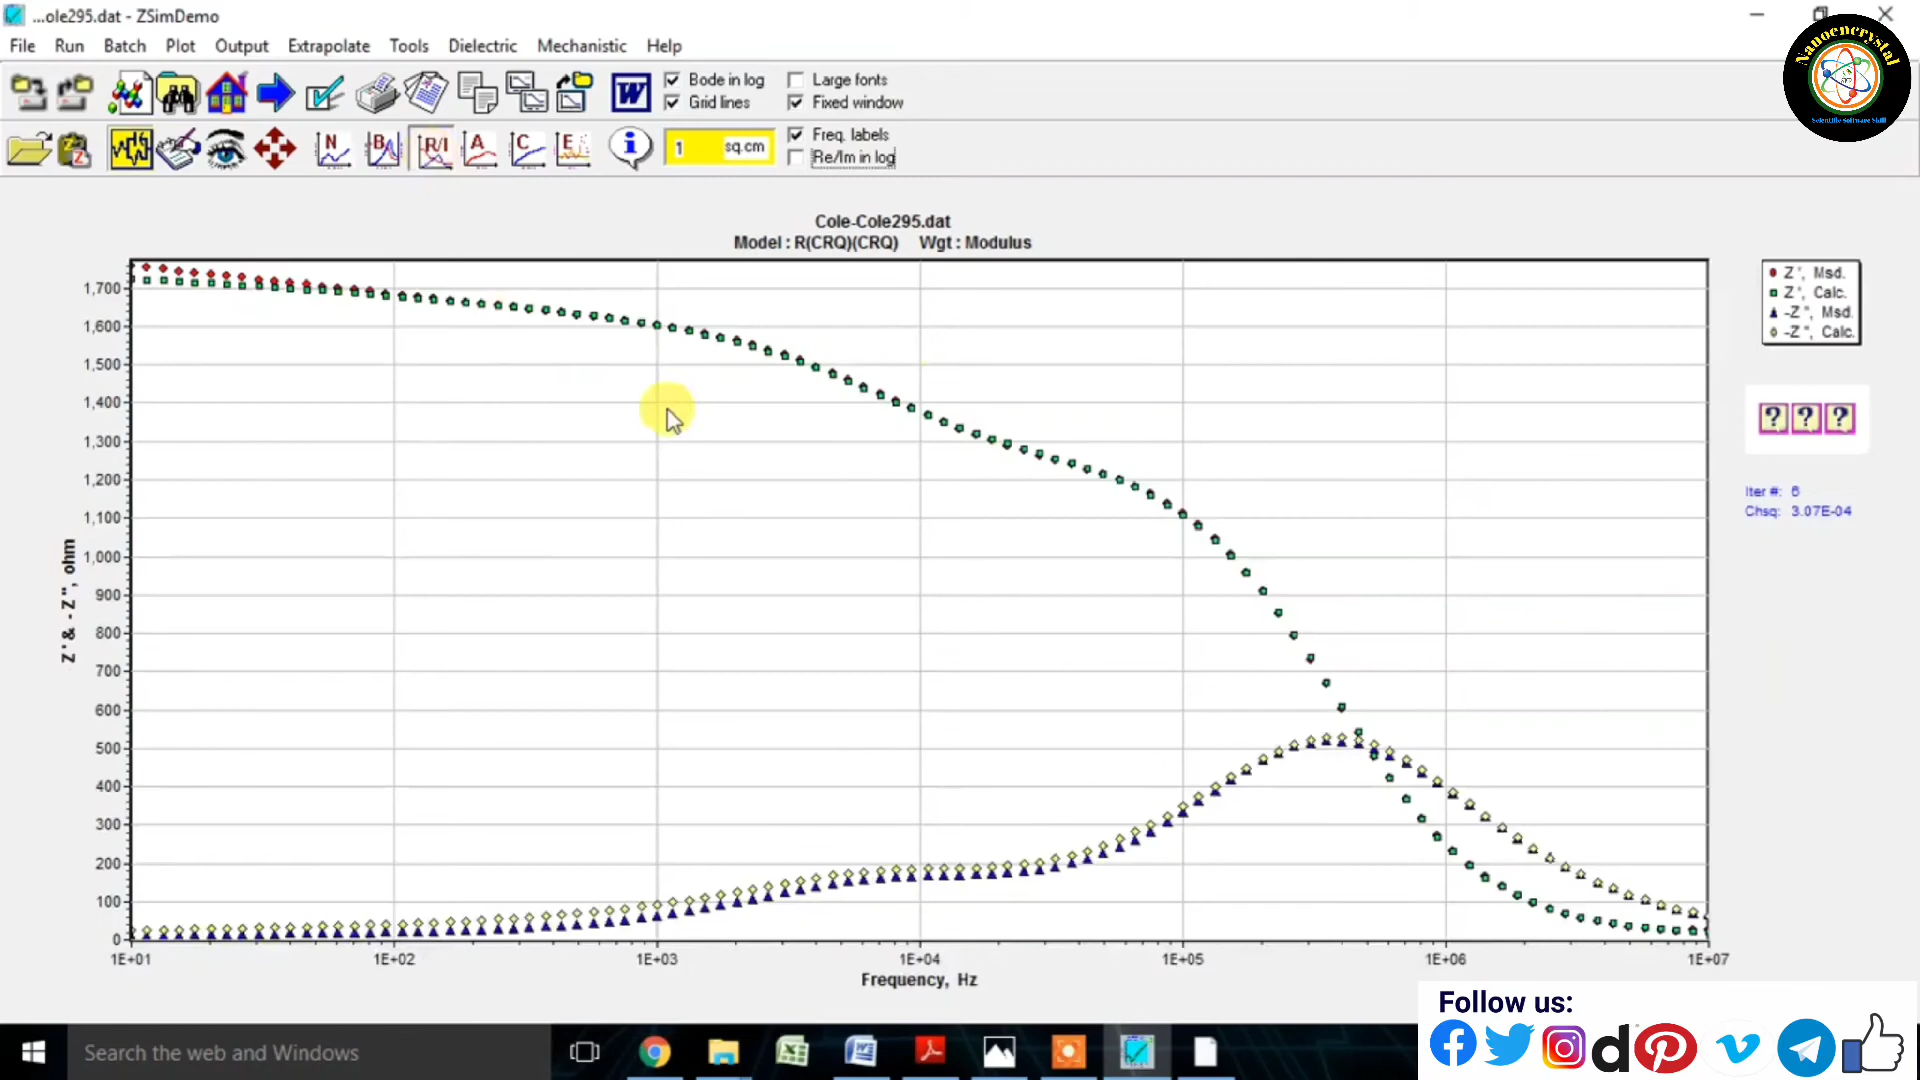 ...ole295.dat - ZSimDemo
File Run Batch Plot Output Extrapolate Tools Dielectric Mechanistic Help
Nanoencrystal
Scientific Software Skill
W
Bode in log
Large fonts
Grid lines
Fixed window
N B R/I A C E
1 sq.cm
Freq. labels
Re/Im in log
Cole-Cole295.dat
Model : R(CRQ)(CRQ) Wgt : Modulus
Z ', Msd.
Z ', Calc.
-Z ", Msd.
-Z ", Calc.
? ? ?
Iter #: 6
Chsq: 3.07E-04
Z ' & - Z ", ohm
1,700
1,600
1,500
1,400
1,300
1,200
1,100
1,000
900
800
700
600
500
400
300
200
100
0
1E+01 1E+02 1E+03 1E+04 1E+05 1E+06 1E+07
Frequency, Hz
Follow us:
Search the web and Windows